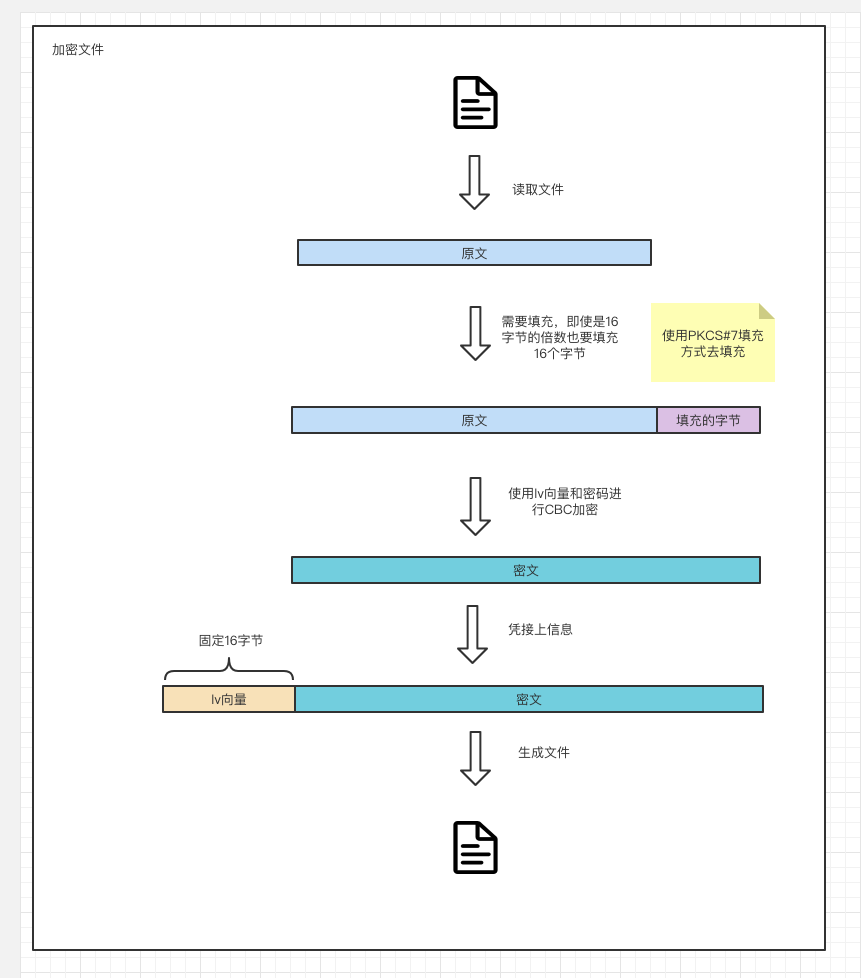 加密文件
读取文件
原文
需要填充，即使是16
字节的倍数也要填充
16个字节
使用PKCS#7填充
方式去填充
原文
填充的字节
使用Iv向量和密码进
行CBC加密
密文
凭接上信息
固定16字节
Iv向量
密文
生成文件